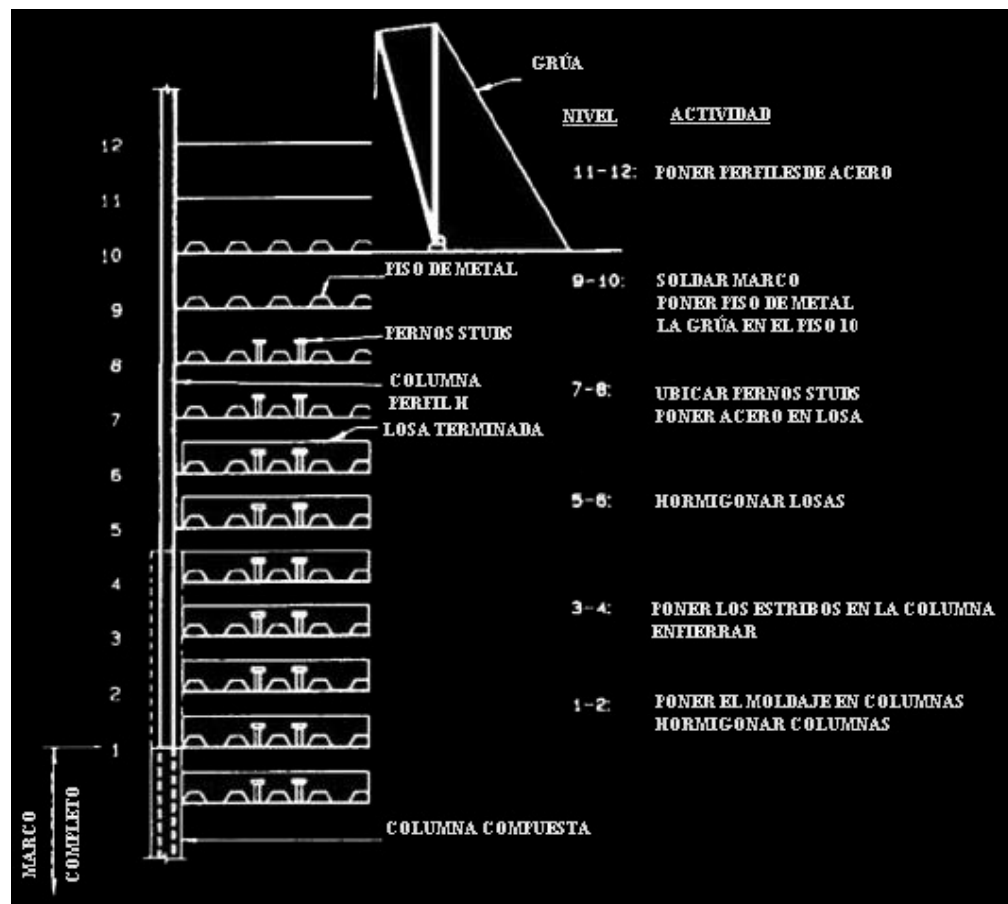 GRÚA
NIVEL ACTIVIDAD
12
11-12: PONER PERFILES DE ACERO
11
10
PISO DE METAL
9-10: SOLDAR MARCO
PONER PISO DE METAL
LA GRÚA EN EL PISO 10
9
PERNOS STUDS
8
COLUMNA
PERFIL H
7-8: UBICAR PERNOS STUDS
PONER ACERO EN LOSA
7
LOSA TERMINADA
6
5-6: HORMIGONAR LOSAS
5
4
3-4: PONER LOS ESTRIBOS EN LA COLUMNA
ENFIERRAR
3
2
1-2: PONER EL MOLDAJE EN COLUMNAS
HORMIGONAR COLUMNAS
1
MARCO
COMPLETO
COLUMNA COMPUESTA